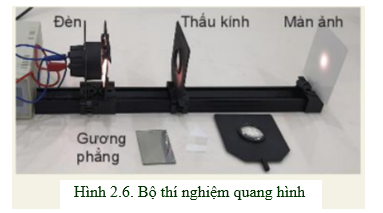 Đèn Thấu kính Màn ảnh
Gương
phẳng
Hình 2.6. Bộ thí nghiệm quang hình